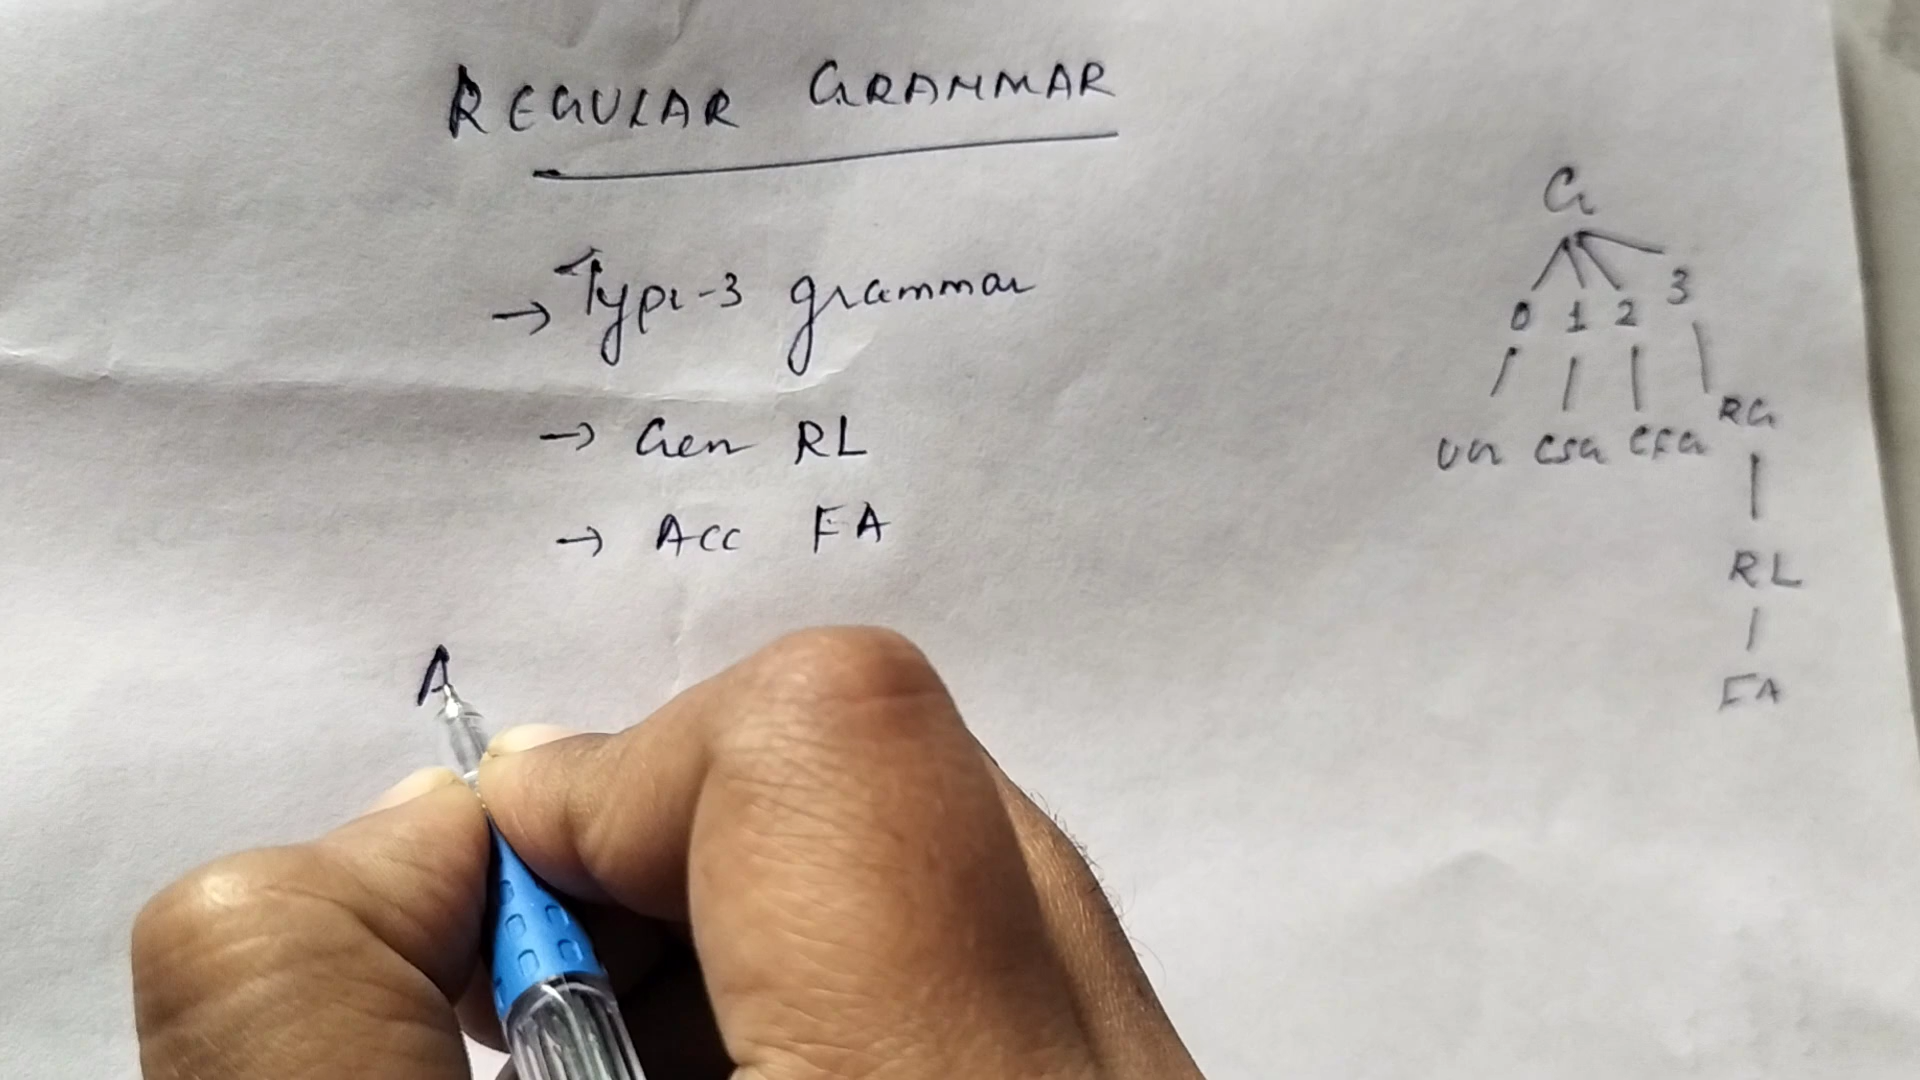 REGULAR GRAMMAR
→ Type-3 grammar
→ Gen RL
→ Acc FA
A
G
0 1 2 3
UG CSG CFG RG
RL
FA